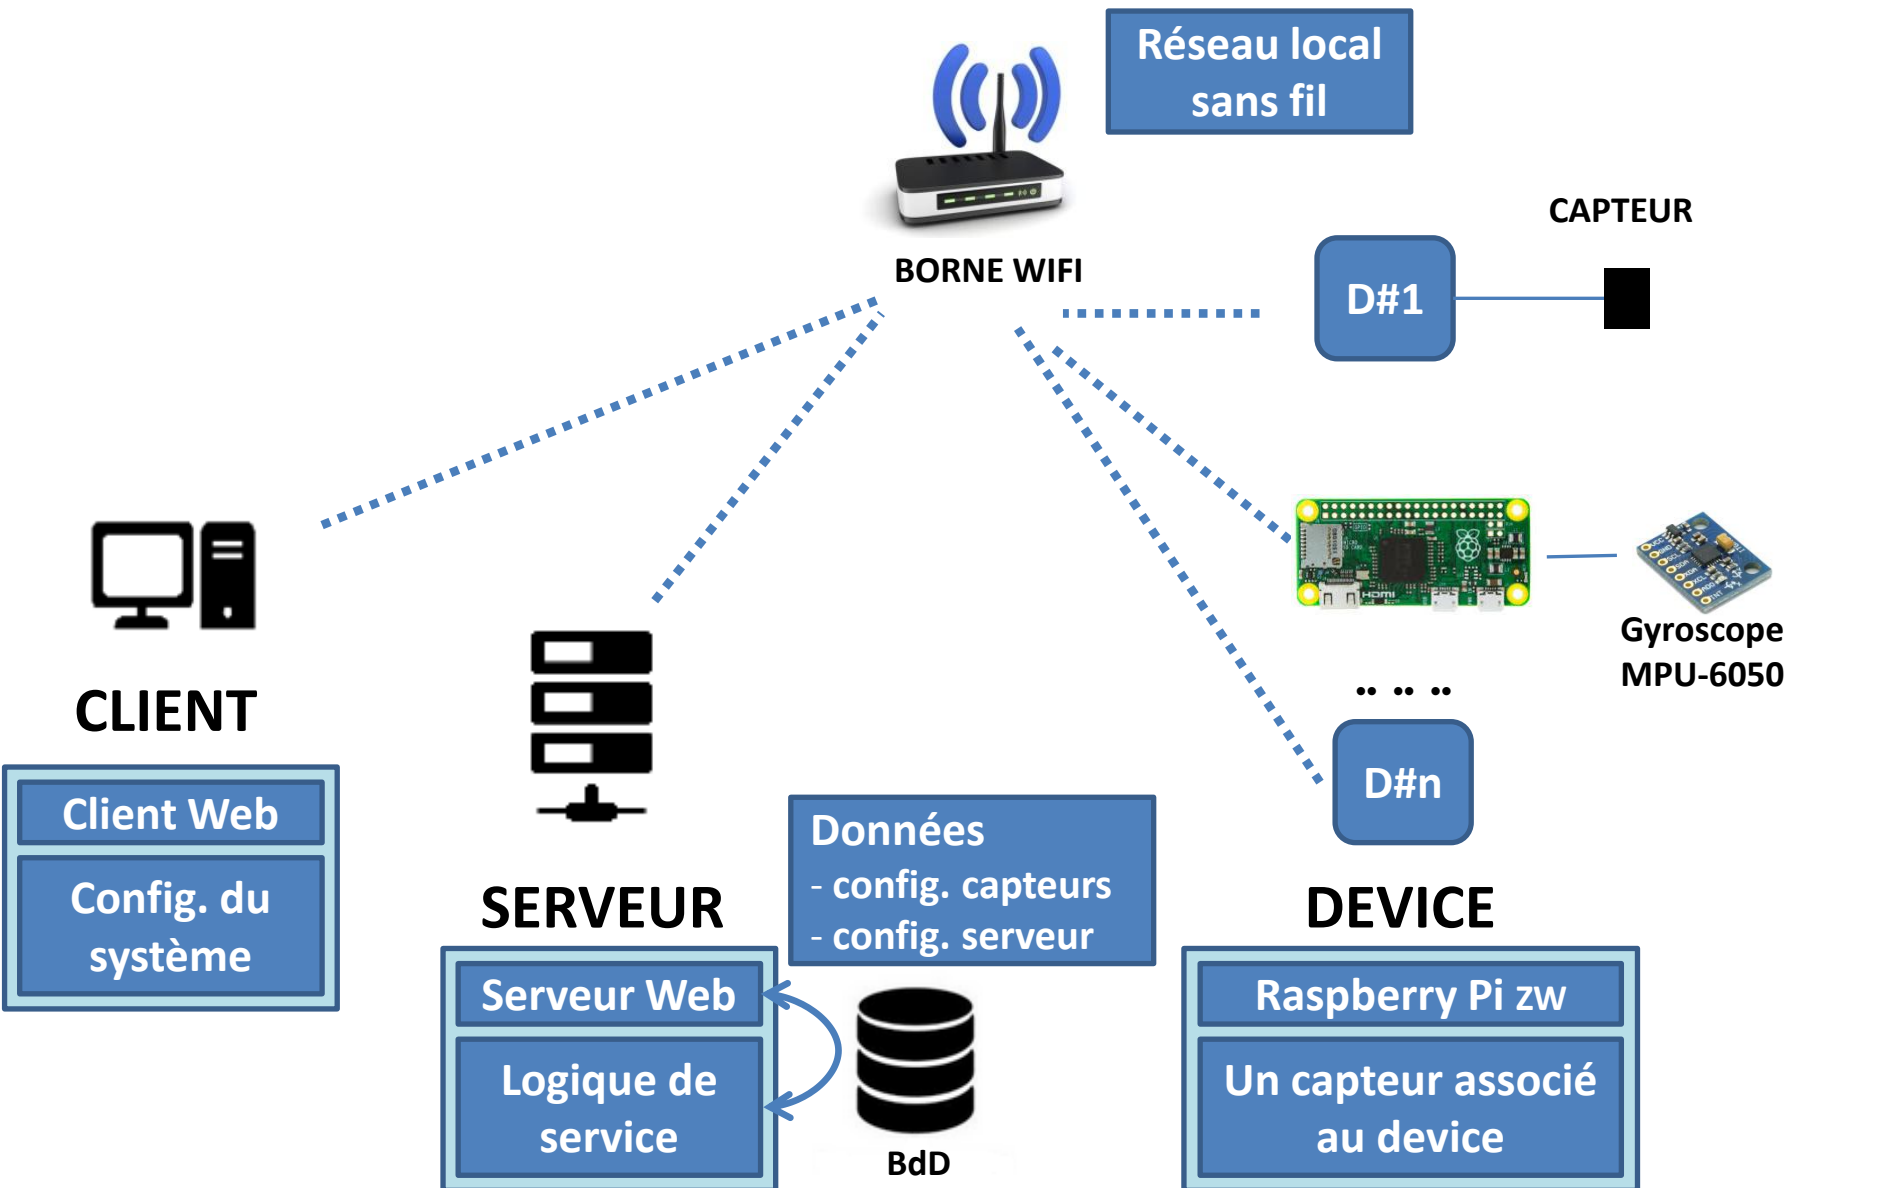 Réseau local
sans fil
BORNE WIFI
CAPTEUR
D#1
HDMI
Gyroscope
MPU-6050
D#n
CLIENT
Client Web
Config. du
système
SERVEUR
Serveur Web
Logique de
service
Données
- config. capteurs
- config. serveur
BdD
DEVICE
Raspberry Pi ZW
Un capteur associé
au device